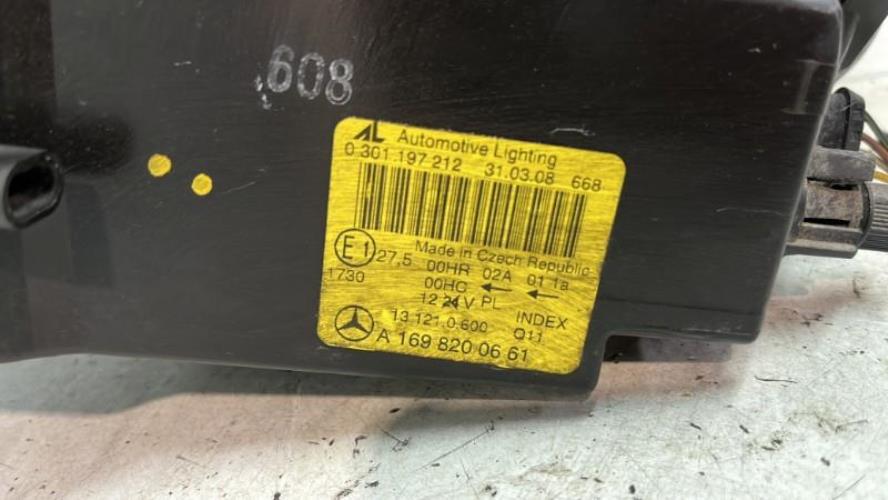 608
AL Automotive Lighting
0 301 197 212 31.03.08 668
Made in Czech Republic
E1 27,5 00HR 02A 01 1a
1730 00HC ← ←
12 24 V PL
13.121.0.600 INDEX
A 169 820 06 61 011